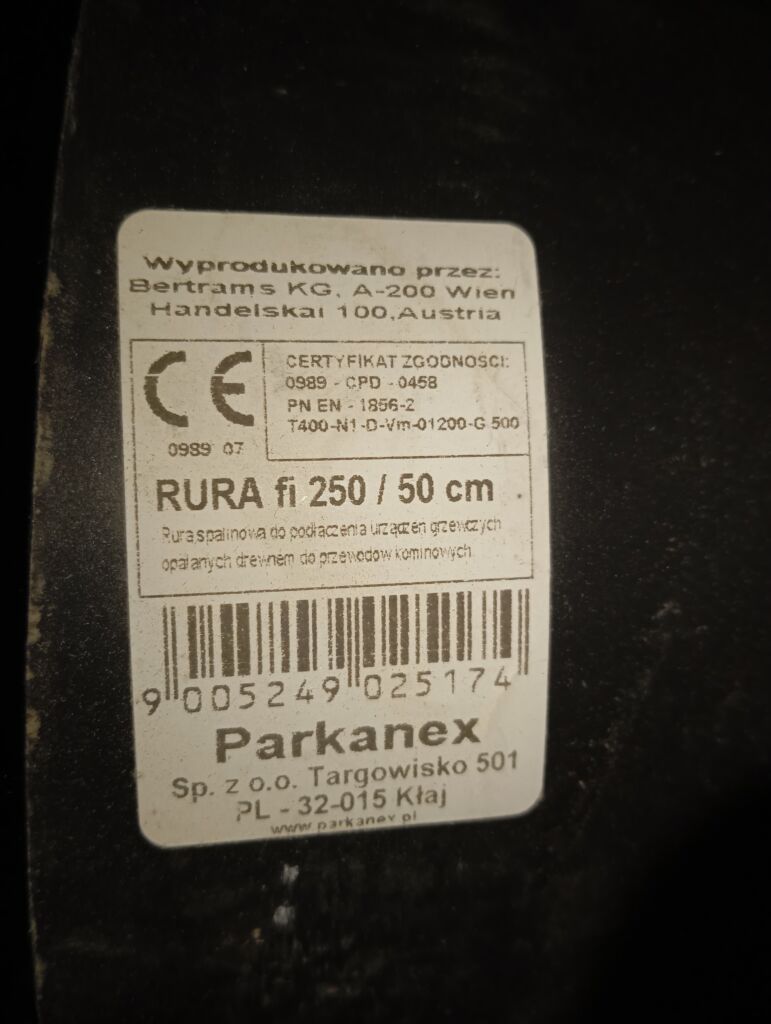 Wyprodukowano przez:
Bertrams KG, A-200 Wien
Handelskai 100,Austria
CE
0989 07
CERTYFIKAT ZGODNOŚCI:
0989 - CPD - 0458
PN EN - 1856-2
T400-N1-D-Vm-01200-G 500
RURA fi 250 / 50 cm
Rura spalinowa do podłączenia urządzeń grzewczych
opalanych drewnem do przewodów kominowych.
9 005249 025174
Parkanex
Sp. z o.o. Targowisko 501
PL - 32-015 Kłaj
www.parkanex.pl